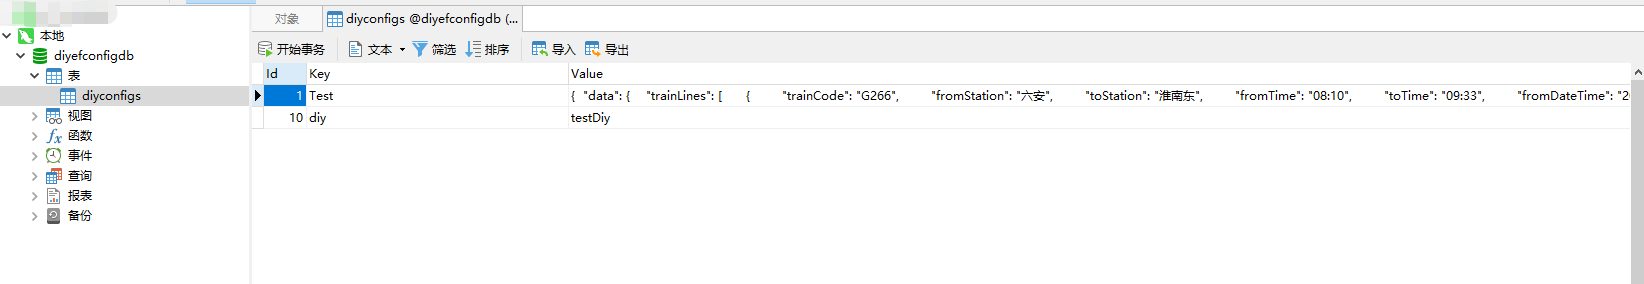 对象
diyconfigs @diyefconfigdb (...
本地
开始事务 文本 筛选 排序 导入 导出
diyefconfigdb
表
diyconfigs
视图
函数
事件
查询
报表
备份
Id Key Value
1 Test { "data": { "trainLines": [ { "trainCode": "G266", "fromStation": "六安", "toStation": "淮南东", "fromTime": "08:10", "toTime": "09:33", "fromDateTime": "2
10 diy testDiy